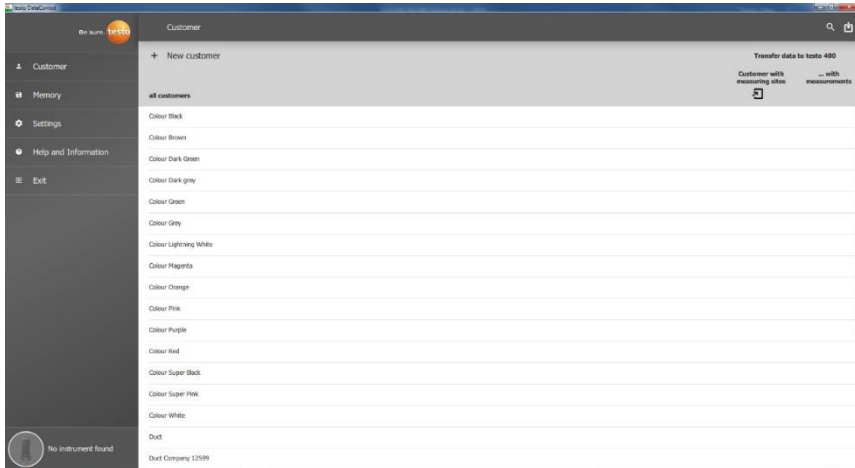 testo DataControl
Be sure. testo
Customer
Customer
Memory
Settings
Help and Information
Exit
No instrument found
+ New customer
Transfer data to testo 400
Customer with
measuring sites
... with
measurements
all customers
Colour Black
Colour Brown
Colour Dark Green
Colour Dark grey
Colour Green
Colour Grey
Colour Lightning White
Colour Magenta
Colour Orange
Colour Pink
Colour Purple
Colour Red
Colour Super Black
Colour Super Pink
Colour White
Duct
Duct Company 12599